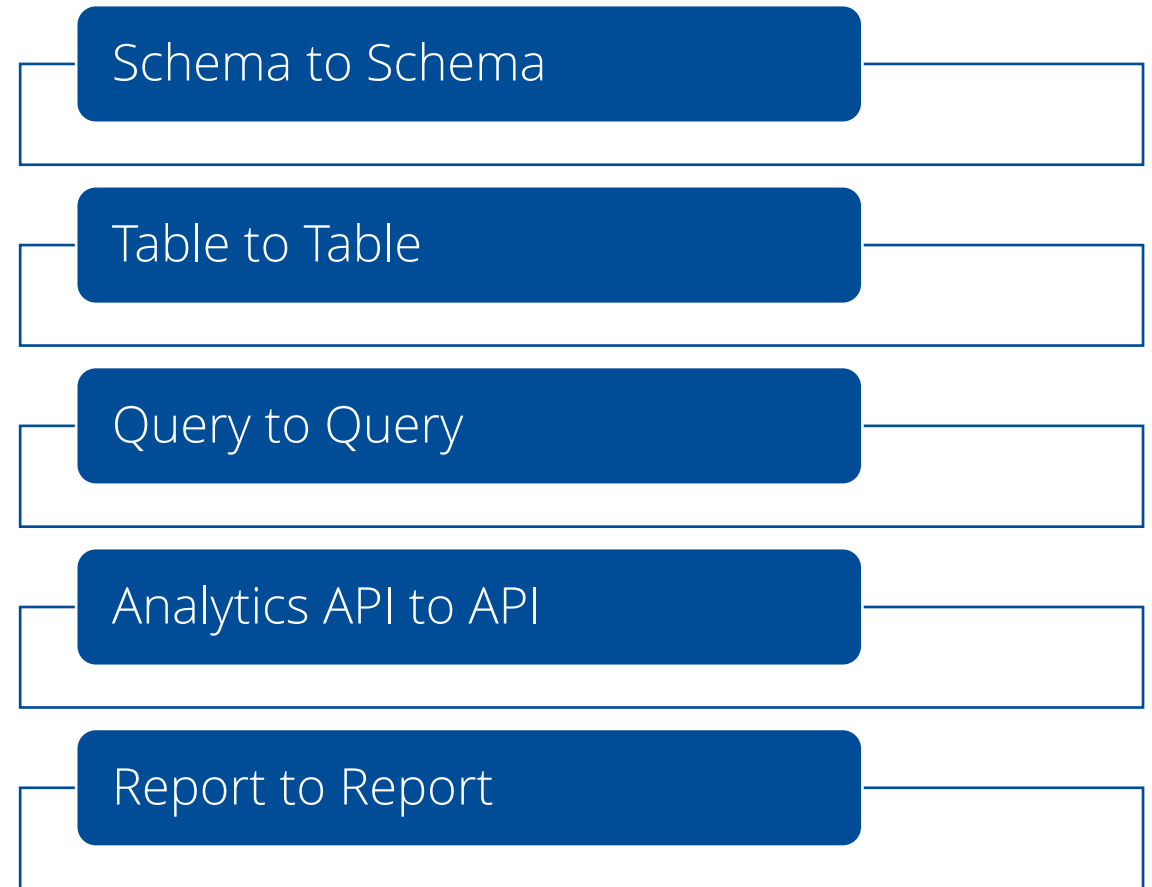 Schema to Schema
Table to Table
Query to Query
Analytics API to API
Report to Report